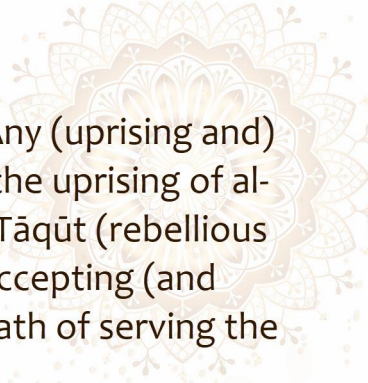 Any (uprising and)
the uprising of al-
Tāqūt (rebellious
ccepting (and
ath of serving the